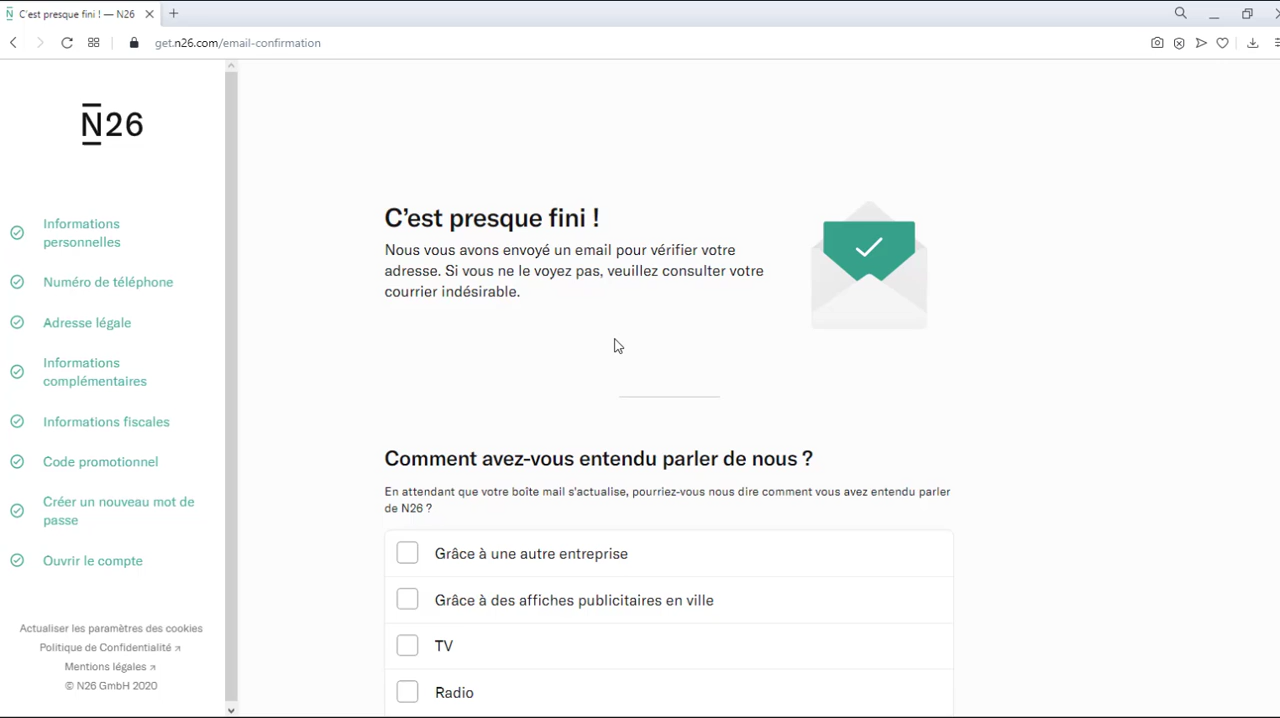 C'est presque fini ! — N26
get.n26.com/email-confirmation
N26
Informations
personnelles
Numéro de téléphone
Adresse légale
Informations
complémentaires
Informations fiscales
Code promotionnel
Créer un nouveau mot de
passe
Ouvrir le compte
Actualiser les paramètres des cookies
Politique de Confidentialité ↗
Mentions légales ↗
© N26 GmbH 2020
C’est presque fini !
Nous vous avons envoyé un email pour vérifier votre
adresse. Si vous ne le voyez pas, veuillez consulter votre
courrier indésirable.
Comment avez-vous entendu parler de nous ?
En attendant que votre boîte mail s'actualise, pourriez-vous nous dire comment vous avez entendu parler
de N26 ?
Grâce à une autre entreprise
Grâce à des affiches publicitaires en ville
TV
Radio